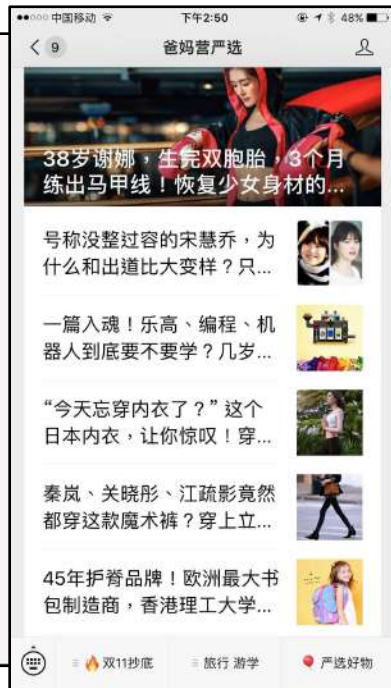 中国移动
下午2:50
48%
9
爸妈营严选
38岁谢娜，生完双胞胎，3个月
练出马甲线！恢复少女身材的...
号称没整过容的宋慧乔，为
什么和出道比大变样？只...
一篇入魂！乐高、编程、机
器人到底要不要学？几岁...
“今天忘穿内衣了？”这个
日本内衣，让你惊叹！穿...
秦岚、关晓彤、江疏影竟然
都穿这款魔术裤？穿上立...
45年护脊品牌！欧洲最大书
包制造商，香港理工大学...
双11抄底
旅行 游学
严选好物